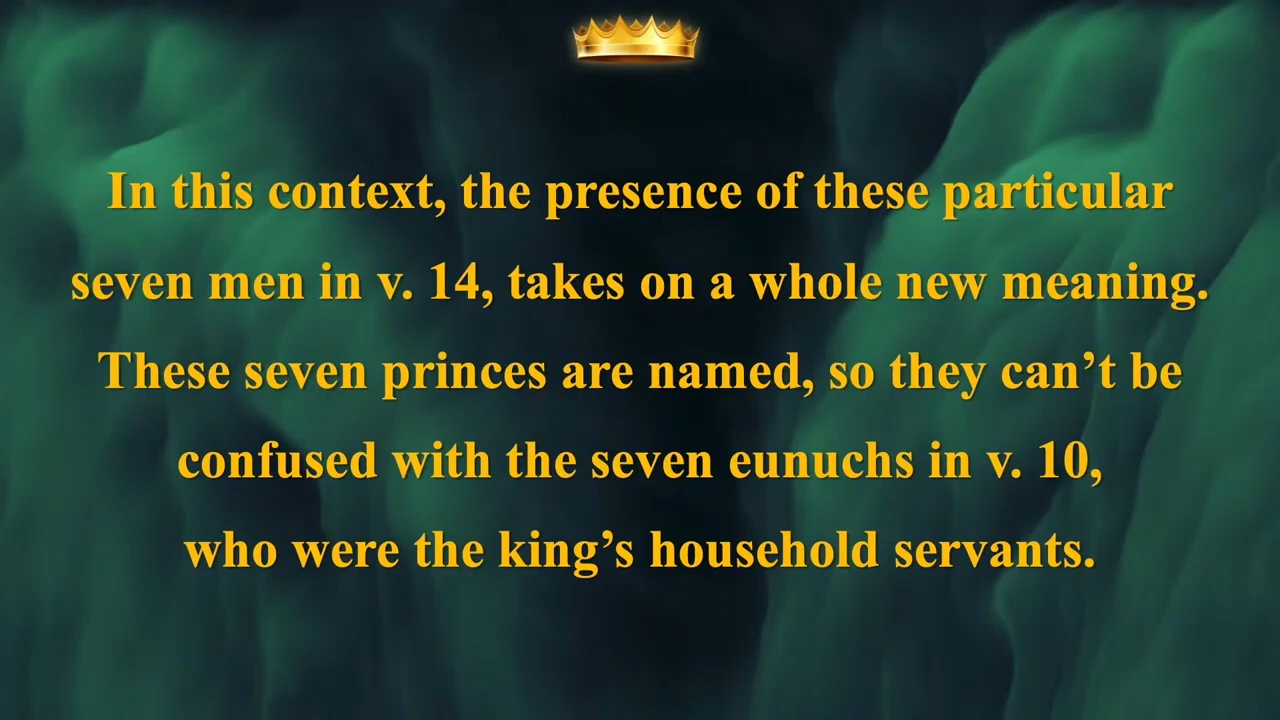 In this context, the presence of these particular
seven men in v. 14, takes on a whole new meaning.
These seven princes are named, so they can’t be
confused with the seven eunuchs in v. 10,
who were the king’s household servants.